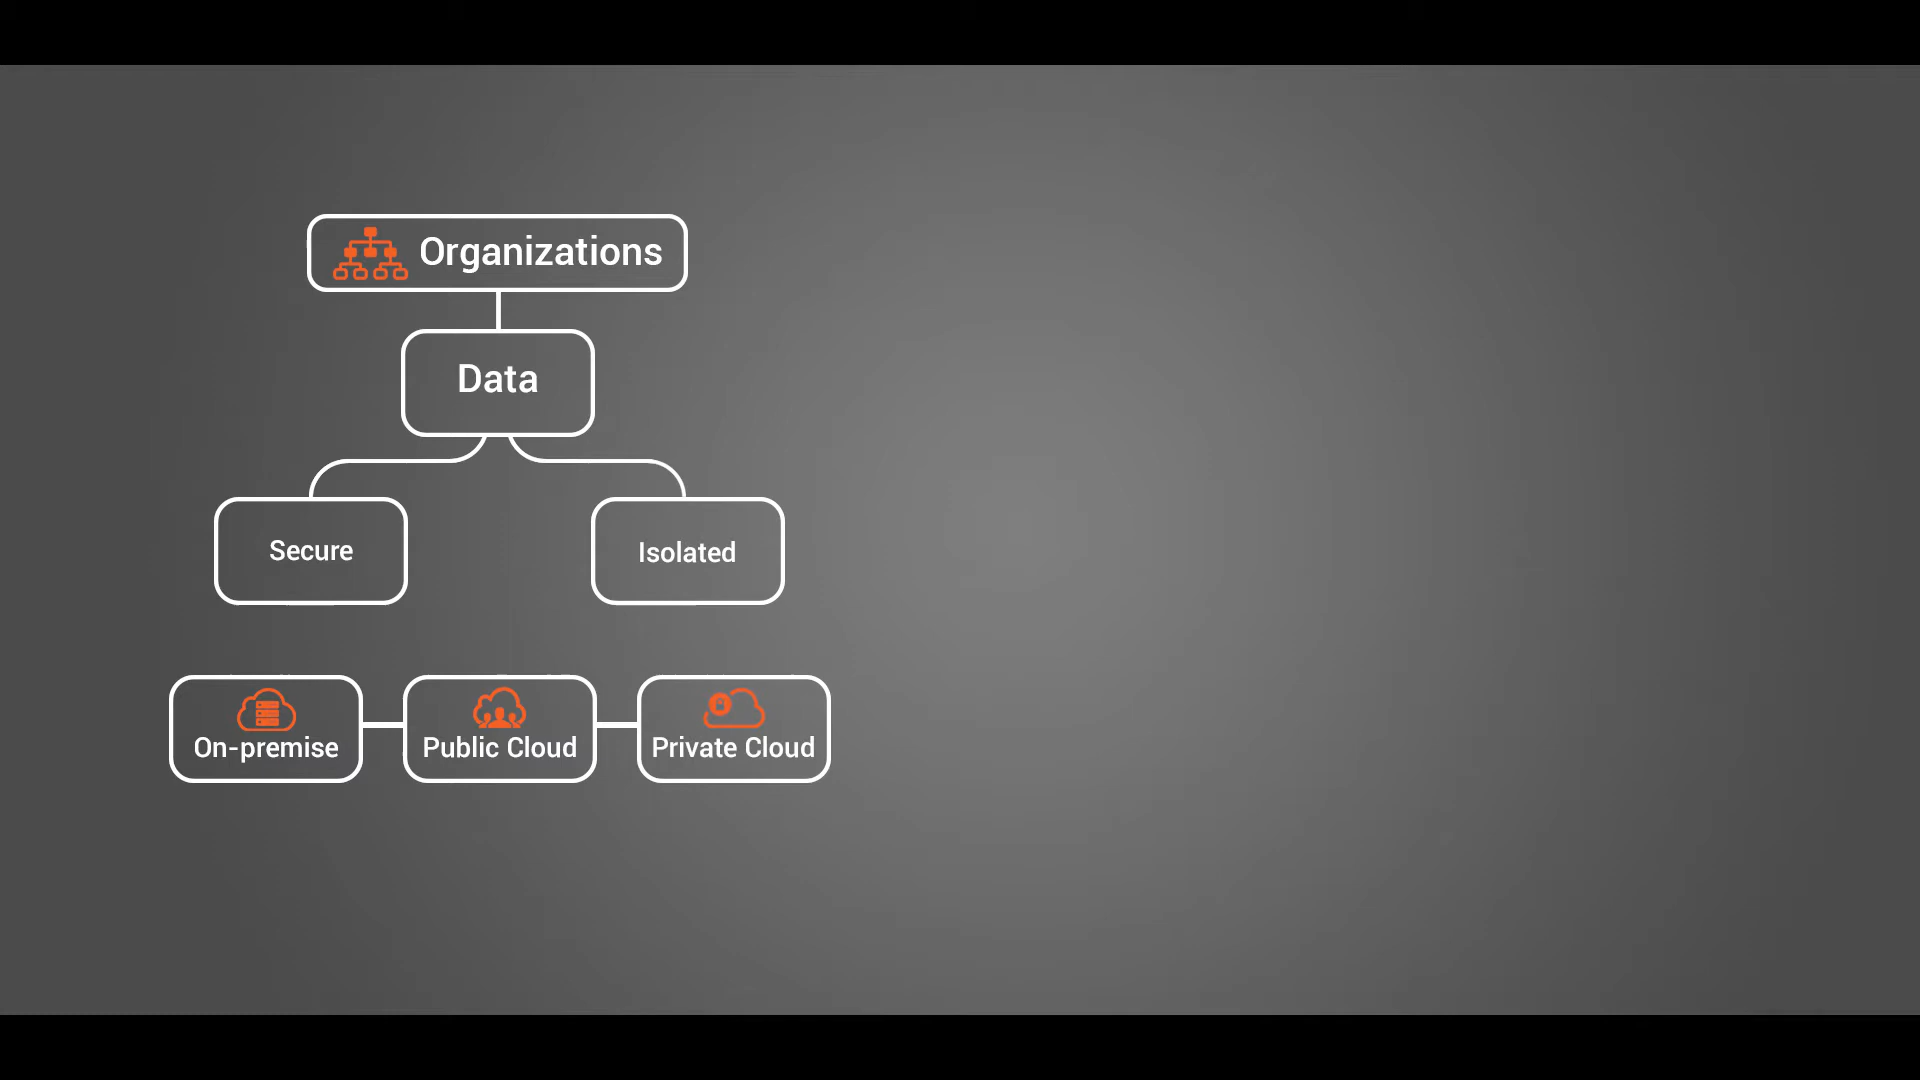 Organizations
Data
Secure
Isolated
On-premise
Public Cloud
Private Cloud